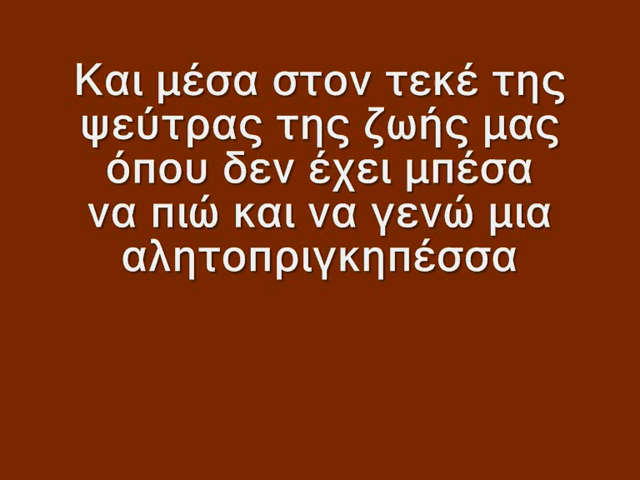 Και μέσα στον τεκέ της
ψεύτρας της ζωής μας
όπου δεν έχει μπέσα
να πιώ και να γενώ μια
αλητοπριγκηπέσσα